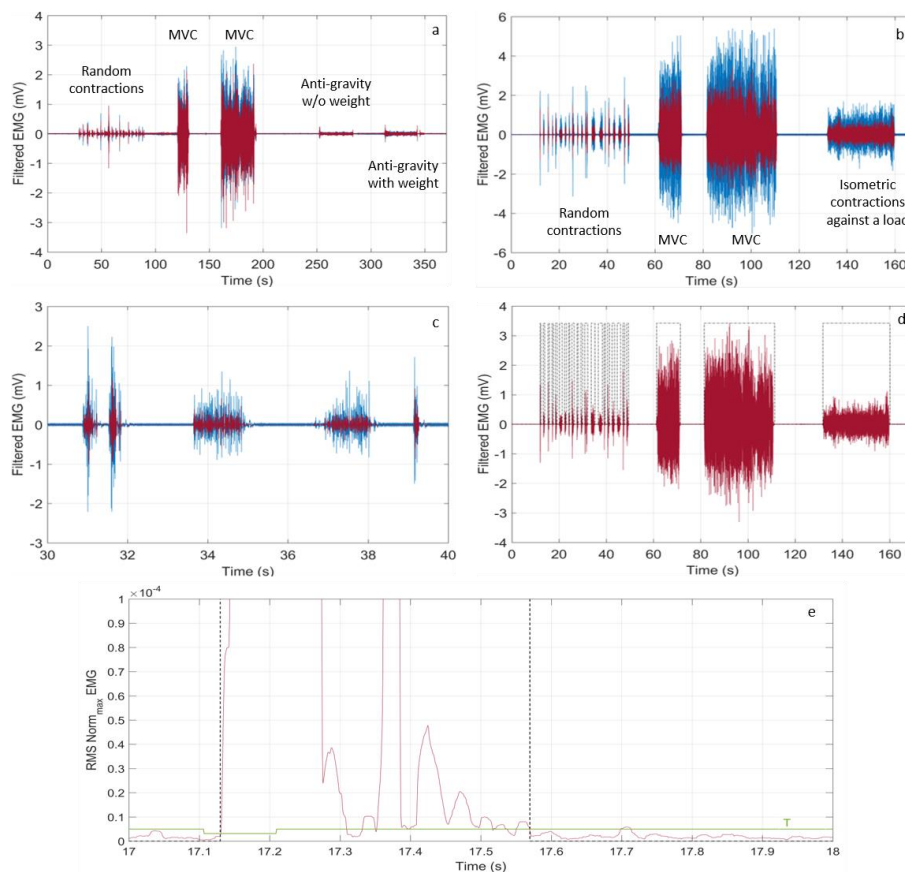 a
MVC
MVC
Random
contractions
Anti-gravity
w/o weight
Anti-gravity
with weight
Filtered EMG (mV)
4
3
2
1
0
-1
-2
-3
-4
0 50 100 150 200 250 300 350
Time (s)
b
Random
contractions
MVC
MVC
Isometric
contractions
against a load
Filtered EMG (mV)
6
4
2
0
-2
-4
-6
0 20 40 60 80 100 120 140 160
Time (s)
c
Filtered EMG (mV)
3
2
1
0
-1
-2
-3
30 32 34 36 38 40
Time (s)
d
Filtered EMG (mV)
4
3
2
1
0
-1
-2
-3
-4
0 20 40 60 80 100 120 140 160
Time (s)
× 10⁻⁴
e
RMS Normmax EMG
1
0.9
0.8
0.7
0.6
0.5
0.4
0.3
0.2
0.1
0
T
17 17.1 17.2 17.3 17.4 17.5 17.6 17.7 17.8 17.9 18
Time (s)